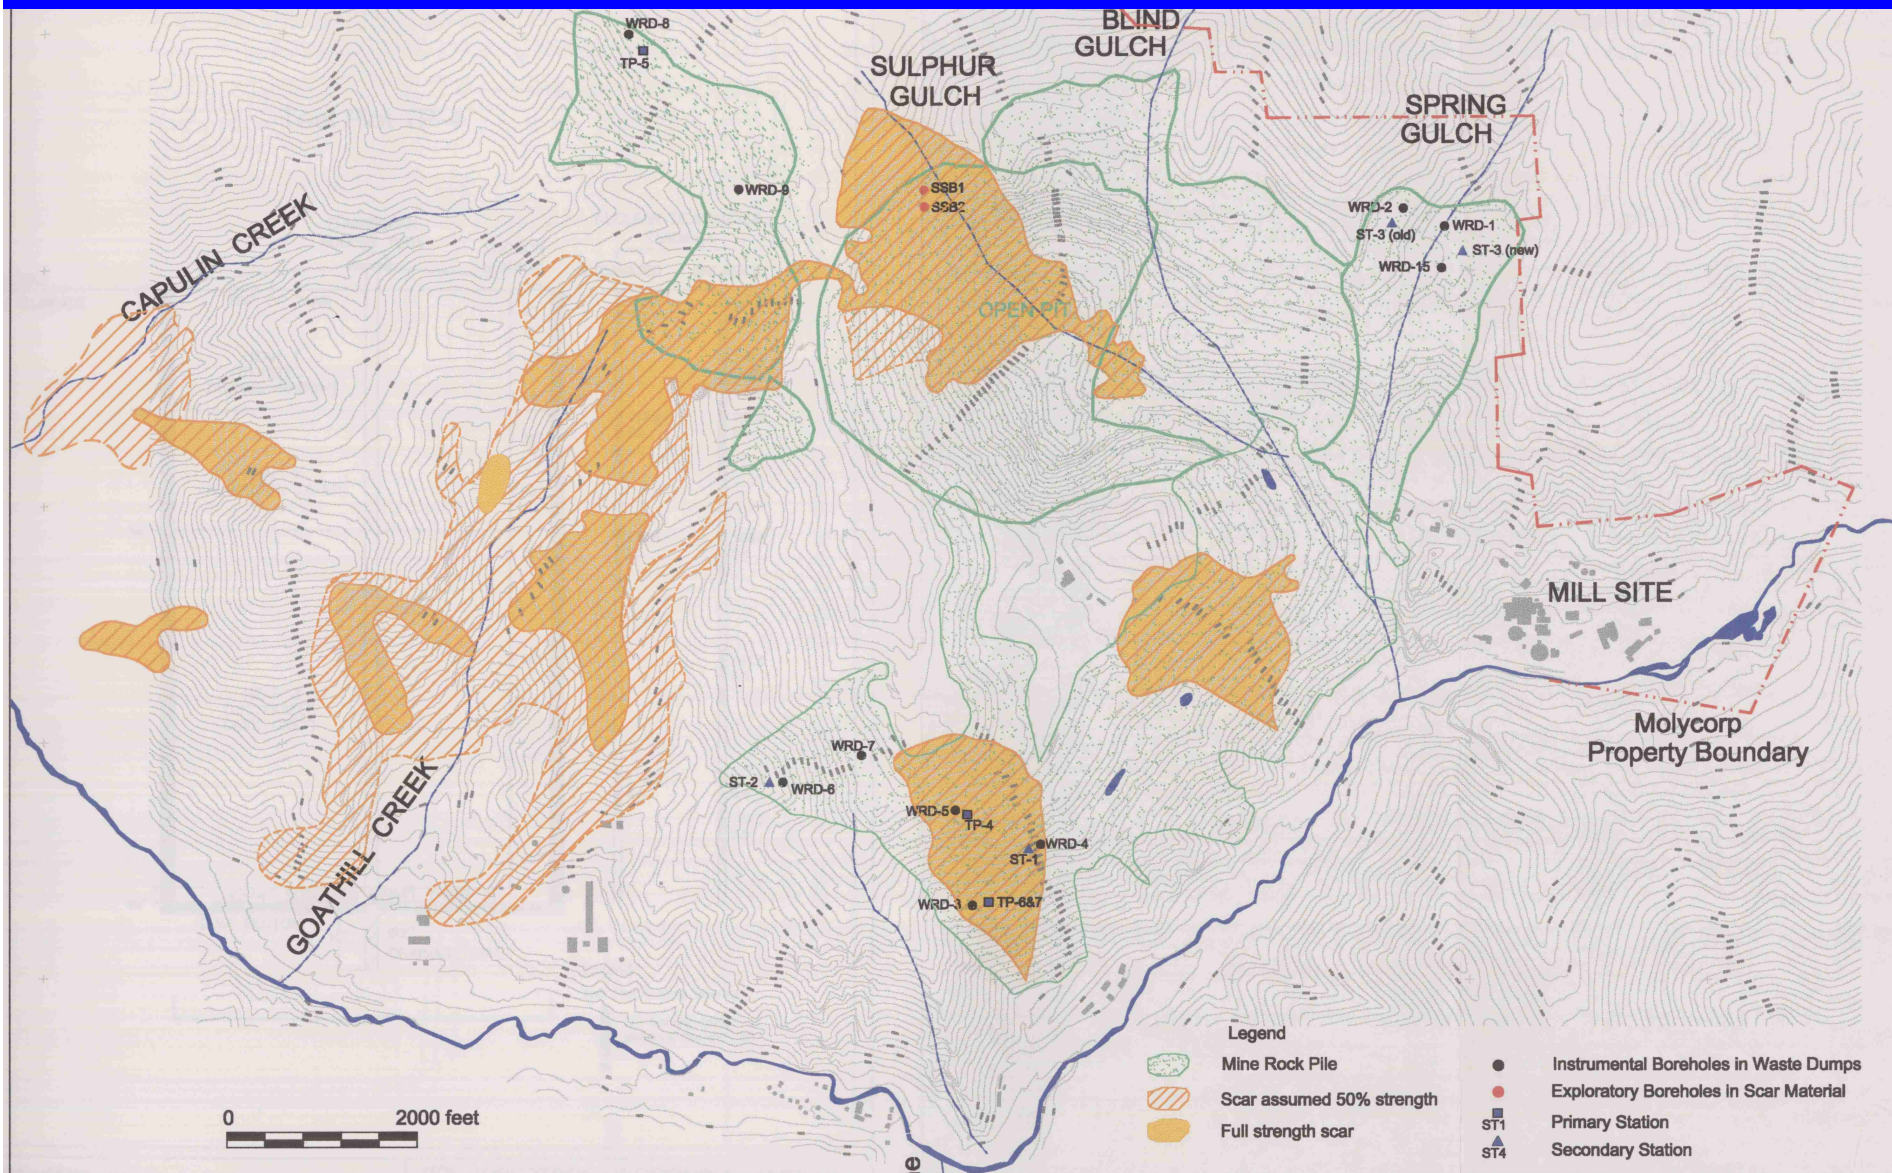 WRD-8
TP-5
BLIND
GULCH
SULPHUR
GULCH
SPRING
GULCH
WRD-9
SSB1
SSB2
WRD-2
ST-3 (old)
WRD-1
ST-3 (new)
WRD-15
CAPULIN CREEK
OPEN PIT
MILL SITE
Molycorp
Property Boundary
WRD-7
ST-2
WRD-6
WRD-5
TP-4
WRD-4
ST-1
WRD-3
TP-6&7
GOATHILL CREEK
Legend
Mine Rock Pile
Scar assumed 50% strength
Full strength scar
Instrumental Boreholes in Waste Dumps
Exploratory Boreholes in Scar Material
ST1
Primary Station
ST4
Secondary Station
0
2000 feet